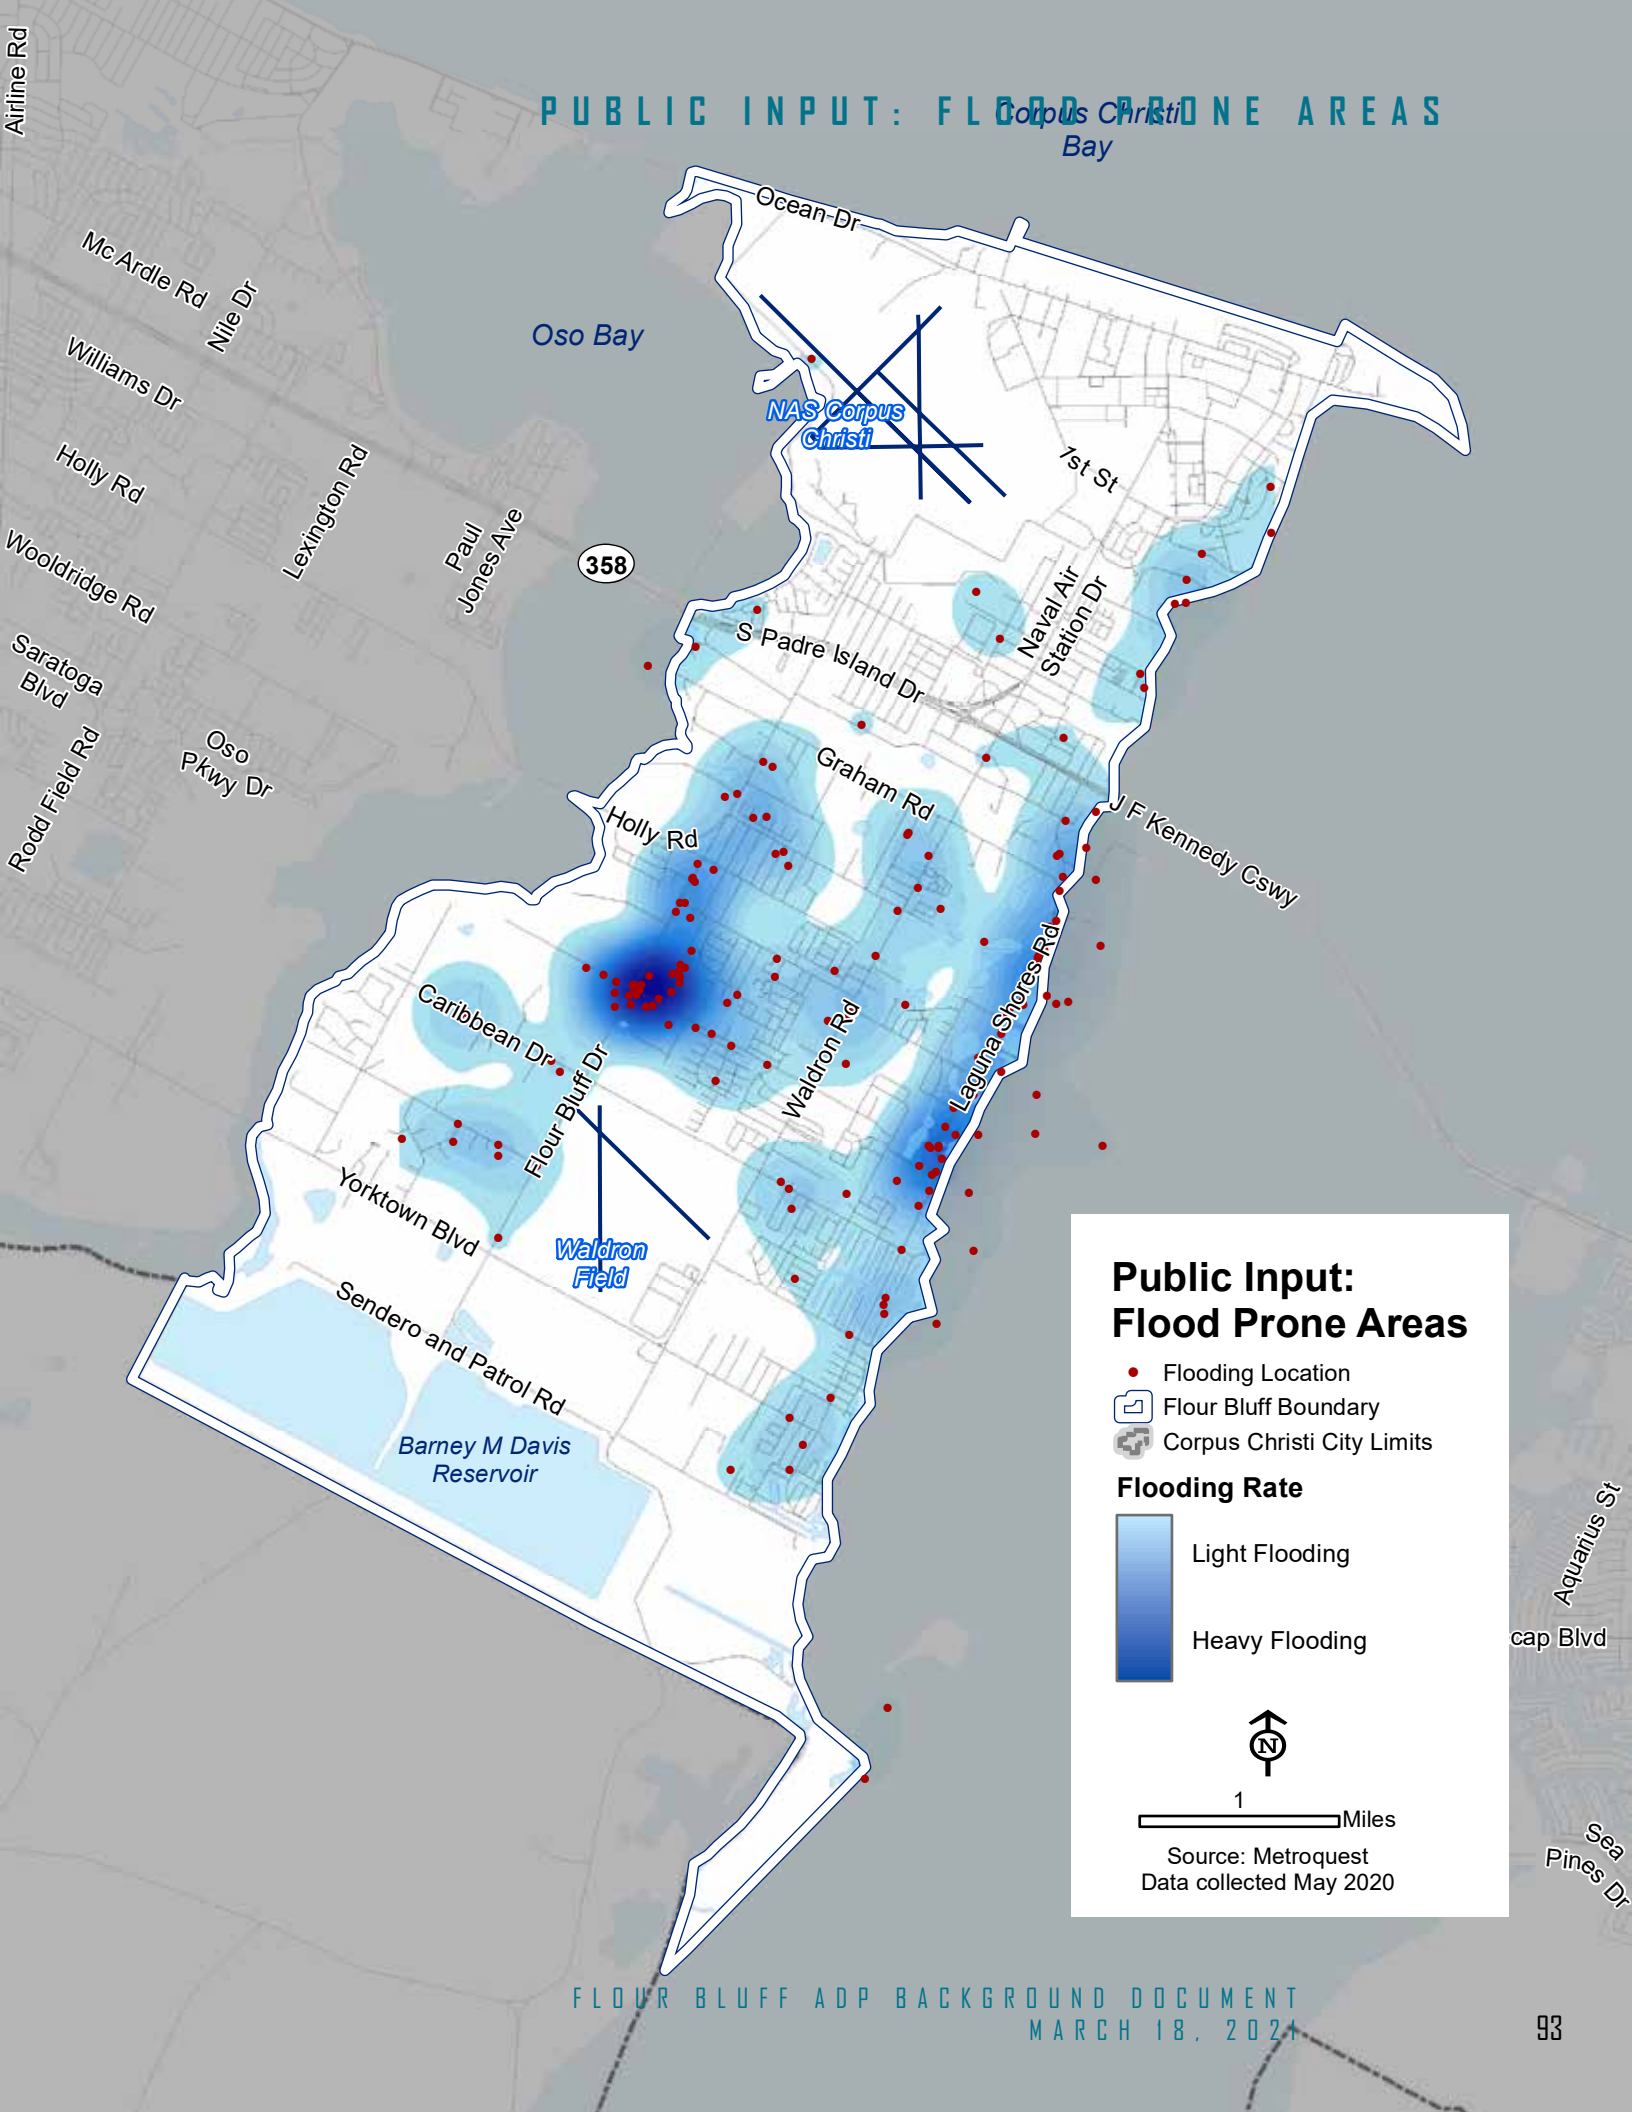 PUBLIC INPUT: FLOOD PRONE AREAS
Corpus Christi
Bay
Airline Rd
Ocean Dr
Mc Ardle Rd
Nile Dr
Oso Bay
Williams Dr
NAS Corpus
Christi
Holly Rd
Lexington Rd
1st St
Paul
Jones Ave
Wooldridge Rd
358
Naval Air
Station Dr
S Padre Island Dr
Saratoga
Blvd
Rodd Field Rd
Oso
Pkwy Dr
Graham Rd
Holly Rd
J F Kennedy Cswy
Laguna Shores Rd
Caribbean Dr
Waldron Rd
Flour Bluff Dr
Yorktown Blvd
Waldron
Field
Sendero and Patrol Rd
Barney M Davis
Reservoir
Public Input:
Flood Prone Areas
Flooding Location
Flour Bluff Boundary
Corpus Christi City Limits
Flooding Rate
Light Flooding
Heavy Flooding
N
1
Miles
Source: Metroquest
Data collected May 2020
Aquarius St
cap Blvd
Sea
Pines Dr
FLOUR BLUFF ADP BACKGROUND DOCUMENT
MARCH 18, 2021
93